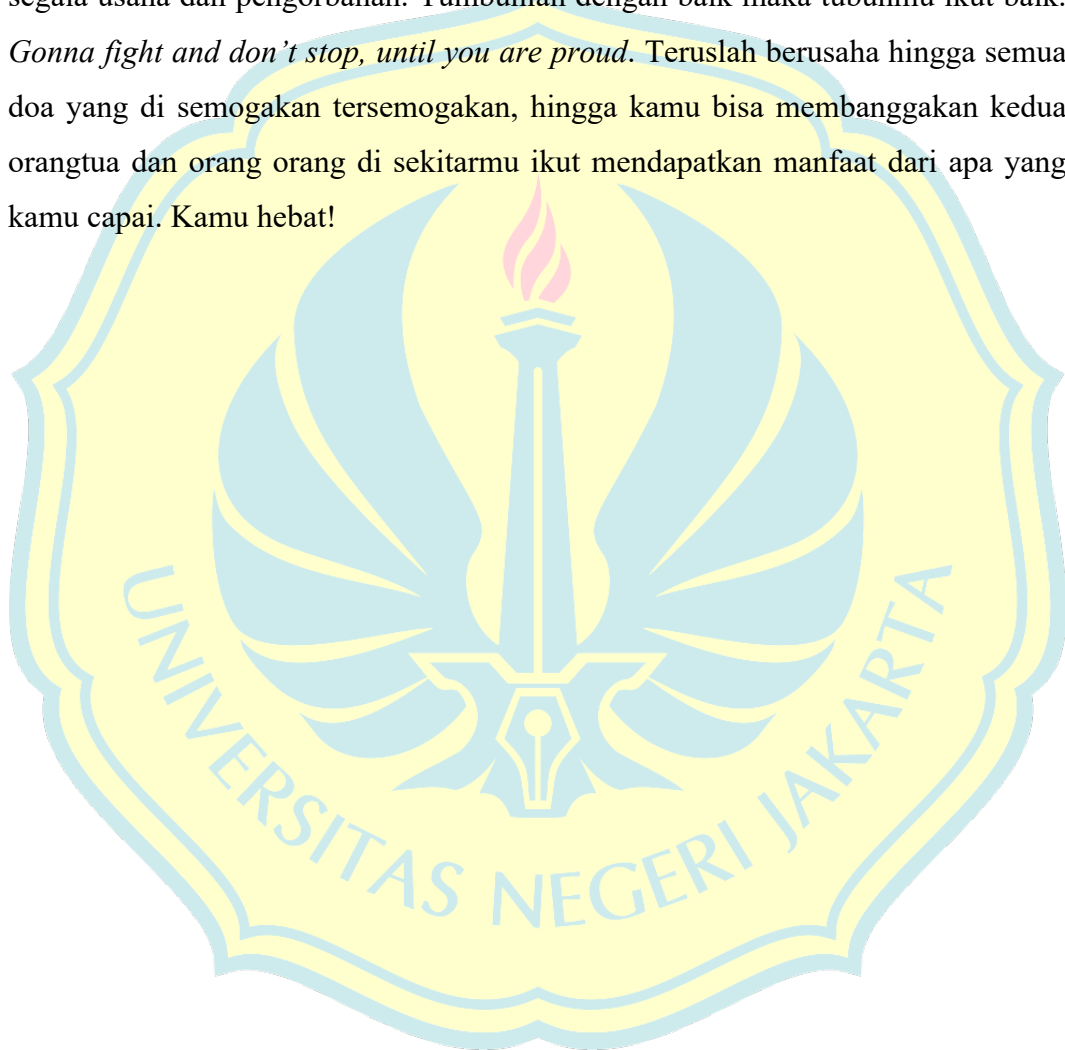 segala usaha dan pengorbanan. Tumbuhlah dengan baik maka tubuhmu ikut baik.
Gonna fight and don’t stop, until you are proud. Teruslah berusaha hingga semua
doa yang di semogakan tersemogakan, hingga kamu bisa membanggakan kedua
orangtua dan orang orang di sekitarmu ikut mendapatkan manfaat dari apa yang
kamu capai. Kamu hebat!
UNIVERSITAS NEGERI JAKARTA